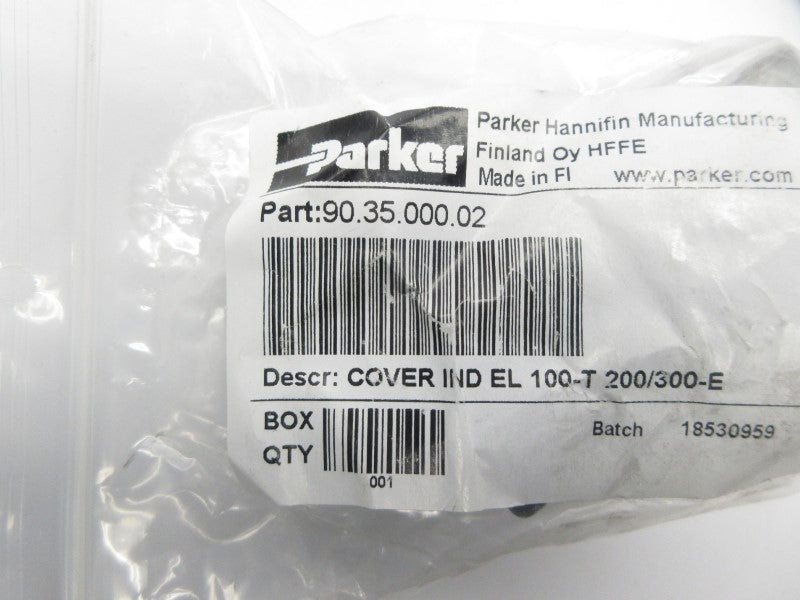 Parker
Parker Hannifin Manufacturing
Finland Oy HFFE
Made in FI www.parker.com
Part:90.35.000.02
Descr: COVER IND EL 100-T 200/300-E
BOX
QTY
001
Batch 18530959